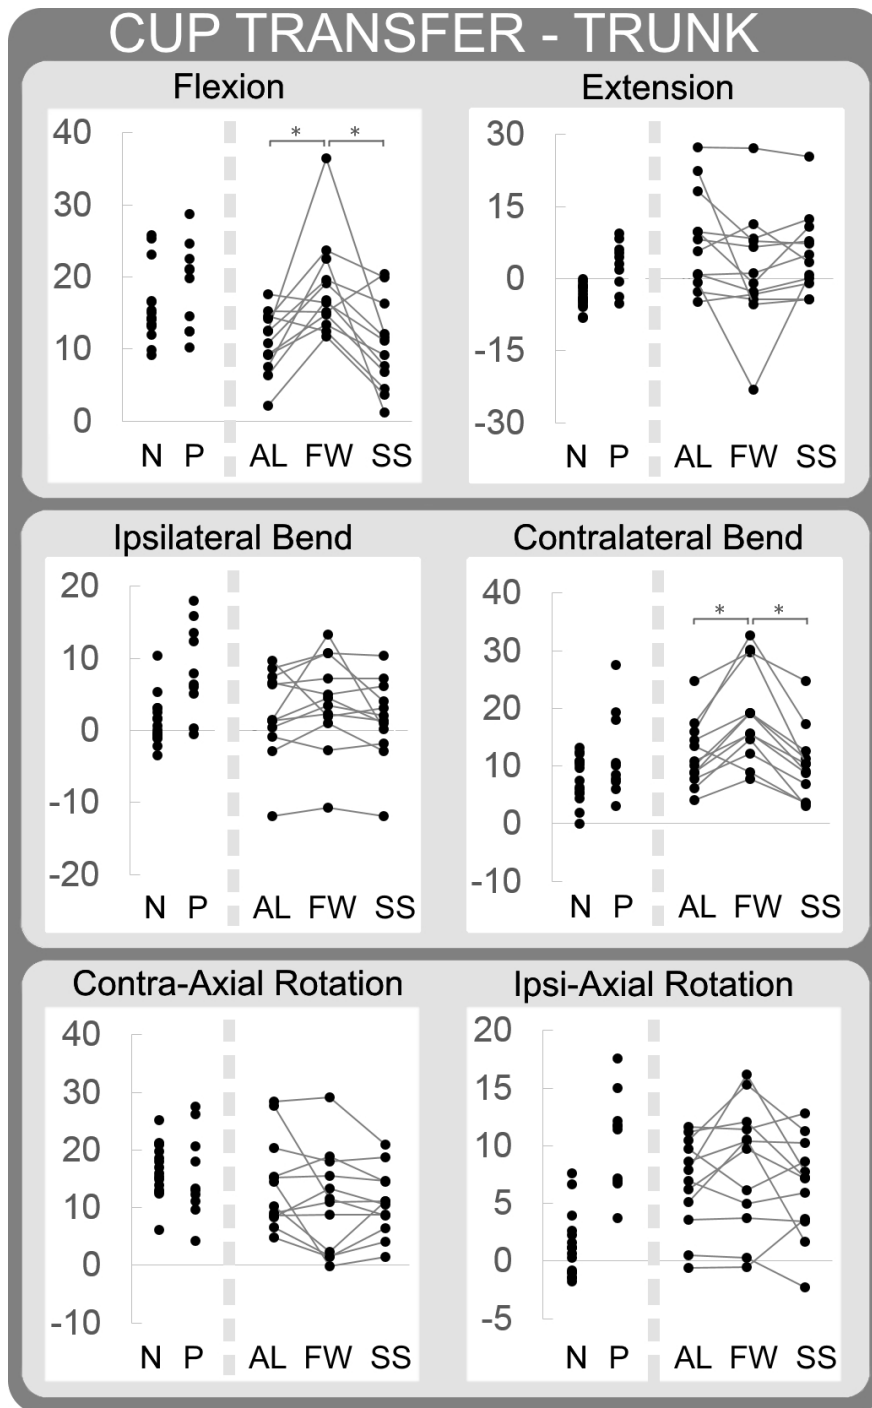 CUP TRANSFER - TRUNK
Flexion
40
30
20
10
0
* *
N P AL FW SS
Extension
30
15
0
-15
-30
N P AL FW SS
Ipsilateral Bend
20
10
0
-10
-20
N P AL FW SS
Contralateral Bend
40
30
20
10
0
-10
* *
N P AL FW SS
Contra-Axial Rotation
40
30
20
10
0
-10
N P AL FW SS
Ipsi-Axial Rotation
20
15
10
5
0
-5
N P AL FW SS